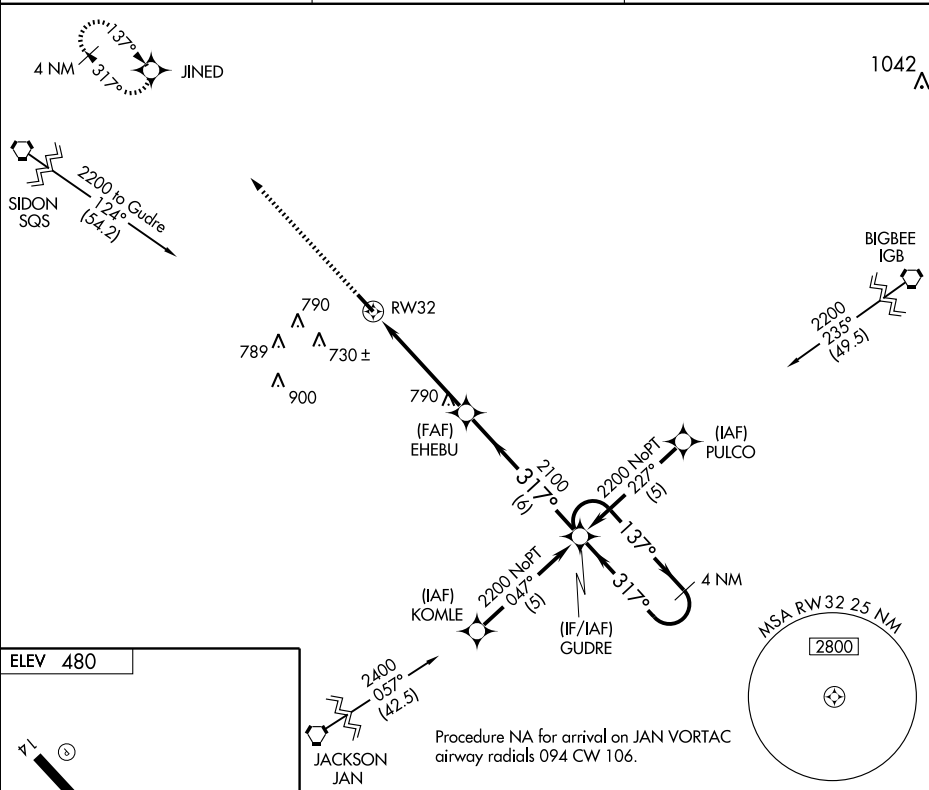 137°
4 NM
317°
JINED
1042
SIDON
SQS
2200 to Gudre
124°
(54.2)
BIGBEE
IGB
2200
235°
(49.5)
RW32
790
789
730 ±
900
790
(FAF)
EHEBU
2100
317°
(6)
(IAF)
PULCO
2200 NoPT
227°
(5)
137°
317°
4 NM
(IAF)
KOMLE
2200 NoPT
047°
(5)
(IF/IAF)
GUDRE
MSA RW32 25 NM
2800
ELEV 480
14
P
2400
057°
(42.5)
JACKSON
JAN
Procedure NA for arrival on JAN VORTAC
airway radials 094 CW 106.